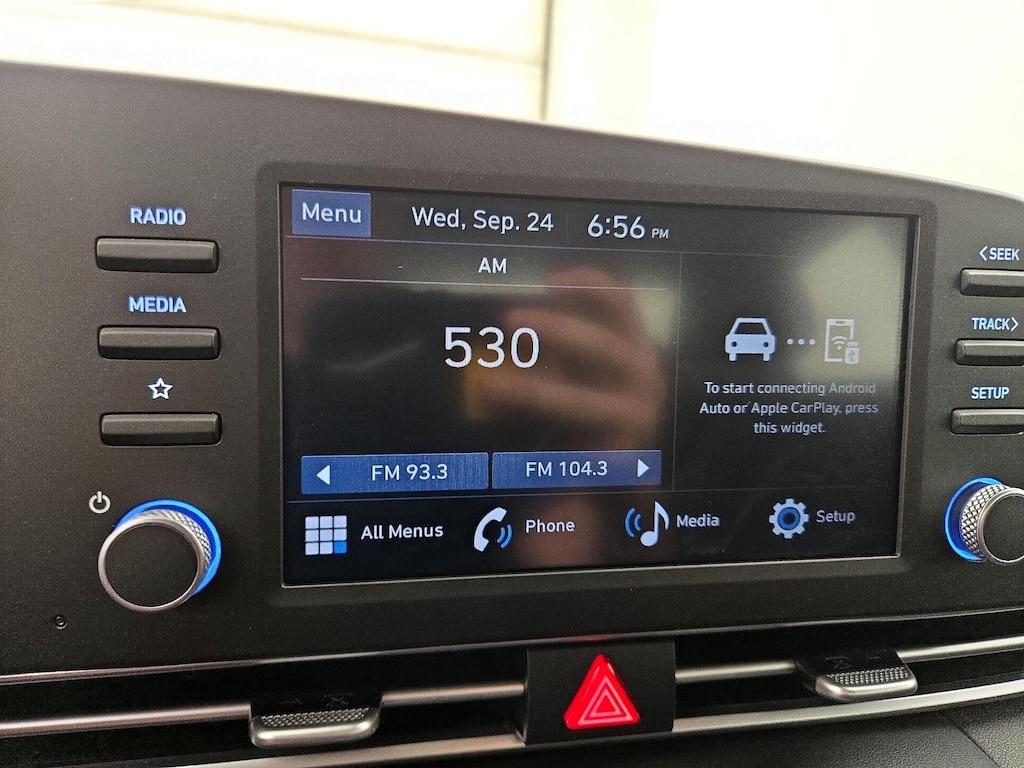 RADIO
MEDIA
Menu
Wed, Sep. 24
6:56 PM
AM
530
FM 93.3
FM 104.3
To start connecting Android
Auto or Apple CarPlay, press
this widget.
All Menus
Phone
Media
Setup
<SEEK
TRACK>
SETUP